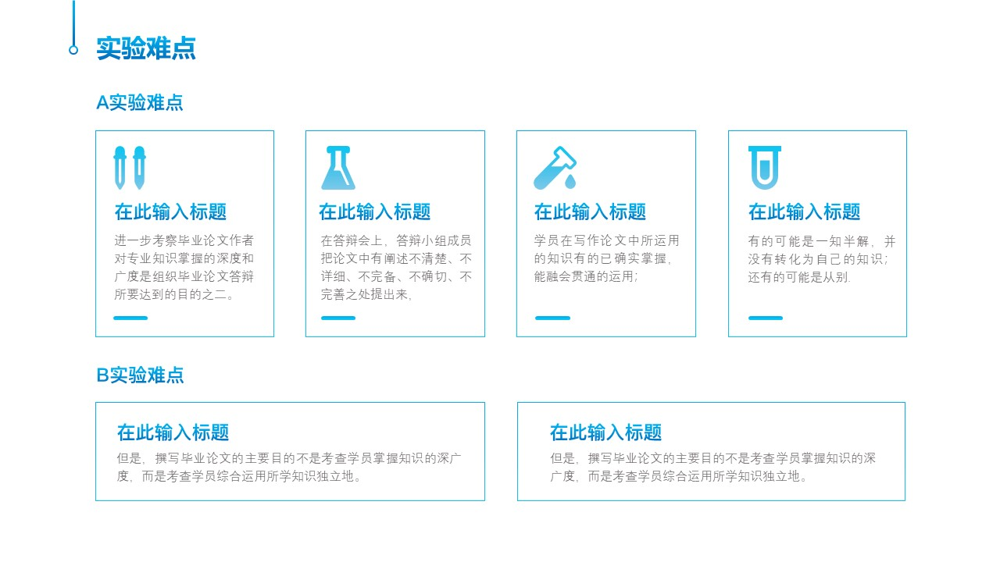 实验难点
A实验难点
在此输入标题
进一步考察毕业论文作者
对专业知识掌握的深度和
广度是组织毕业论文答辩
所要达到的目的之二。
在此输入标题
在答辩会上，答辩小组成员
把论文中有阐述不清楚、不
详细、不完备、不确切、不
完善之处提出来，
在此输入标题
学员在写作论文中所运用
的知识有的已确实掌握，
能融会贯通的运用；
在此输入标题
有的可能是一知半解，并
没有转化为自己的知识；
还有的可能是从别.
B实验难点
在此输入标题
但是，撰写毕业论文的主要目的不是考查学员掌握知识的深广
度，而是考查学员综合运用所学知识独立地。
在此输入标题
但是，撰写毕业论文的主要目的不是考查学员掌握知识的深
广度，而是考查学员综合运用所学知识独立地。